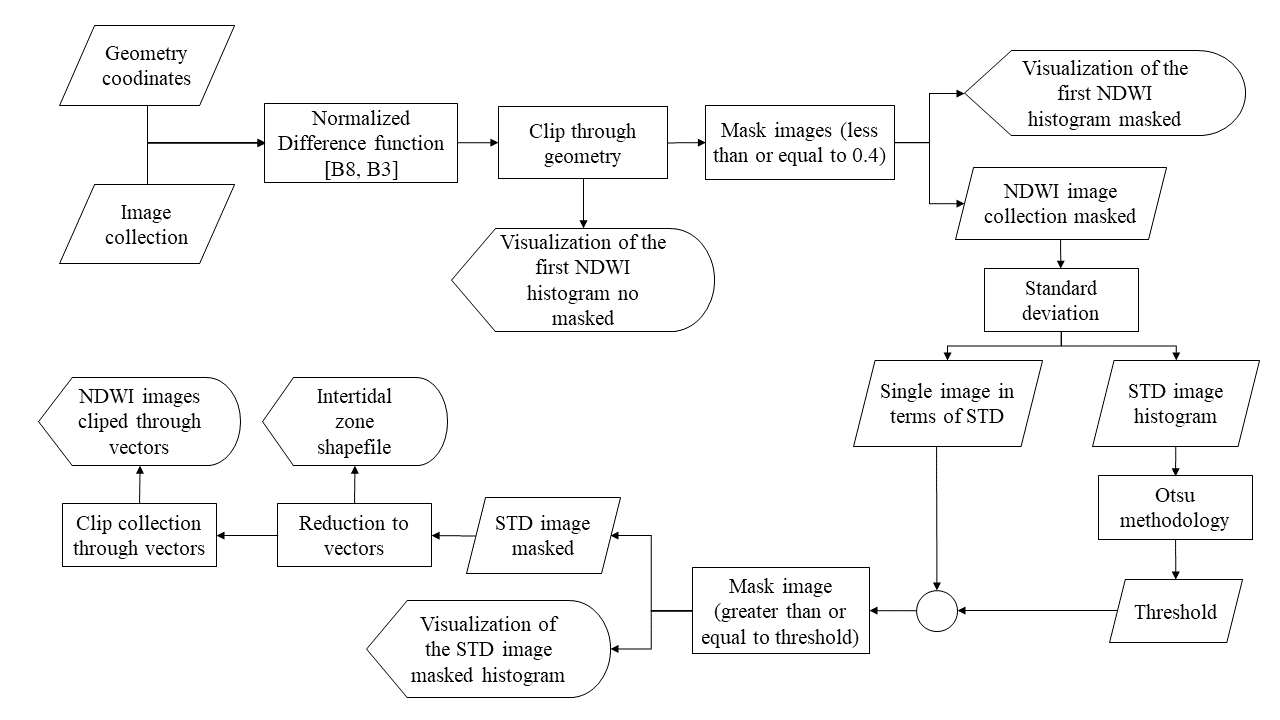 Geometry
coodinates
Image
collection
Normalized
Difference function
[B8, B3]
Clip through
geometry
Visualization of the
first NDWI
histogram no
masked
Mask images (less
than or equal to 0.4)
Visualization of the
first NDWI
histogram masked
NDWI image
collection masked
Standard
deviation
Single image in
terms of STD
STD image
histogram
Otsu
methodology
Threshold
Mask image
(greater than or
equal to threshold)
STD image
masked
Visualization of
the STD image
masked histogram
Reduction to
vectors
Intertidal
zone
shapefile
Clip collection
through vectors
NDWI images
cliped through
vectors